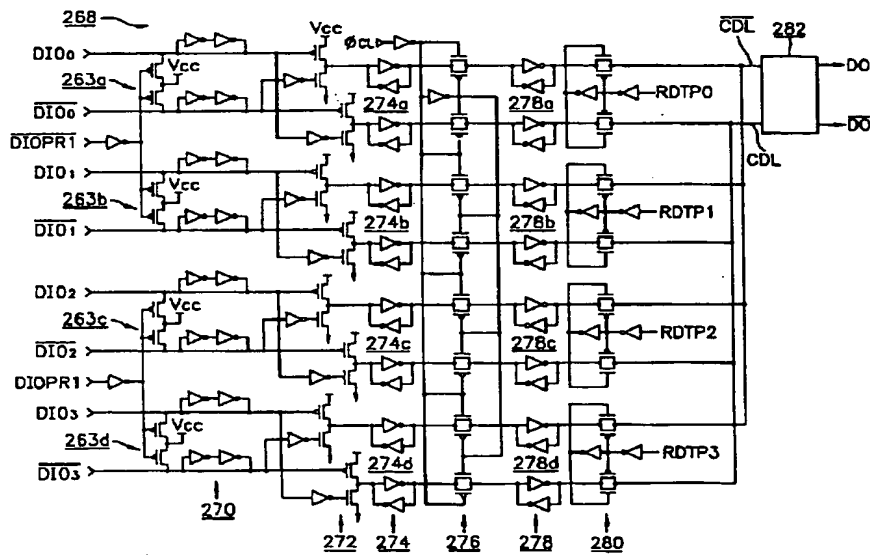 268
Vcc
ØCL
CDL
282
DIO0
263a
Vcc
274a
278a
RDTP0
DO
DIO0
DO
DIOPR1
CDL
DIO1
263b
Vcc
274b
278b
RDTP1
DIO1
DIO2
263c
Vcc
274c
278c
RDTP2
DIO2
DIOPR1
DIO3
263d
Vcc
274d
278d
RDTP3
DIO3
270
272
274
276
278
280